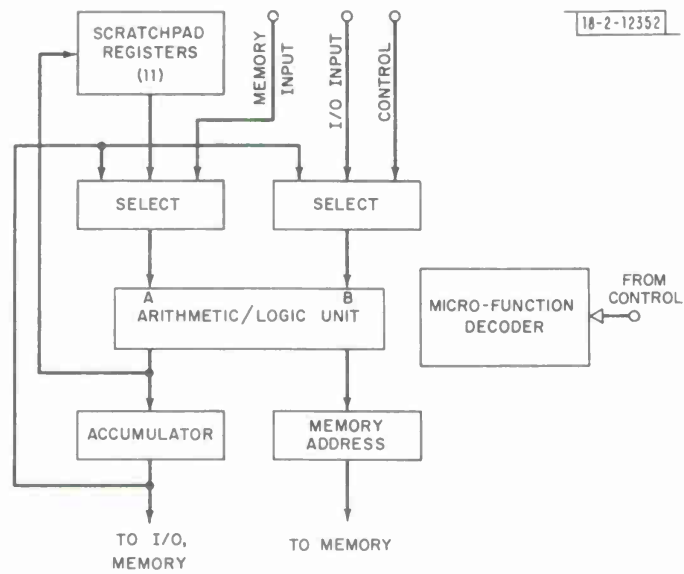 18-2-12352
SCRATCHPAD
REGISTERS
(11)
MEMORY
INPUT
I/O INPUT
CONTROL
SELECT
SELECT
A
B
ARITHMETIC/LOGIC UNIT
MICRO-FUNCTION
DECODER
FROM
CONTROL
ACCUMULATOR
MEMORY
ADDRESS
TO I/O,
MEMORY
TO MEMORY